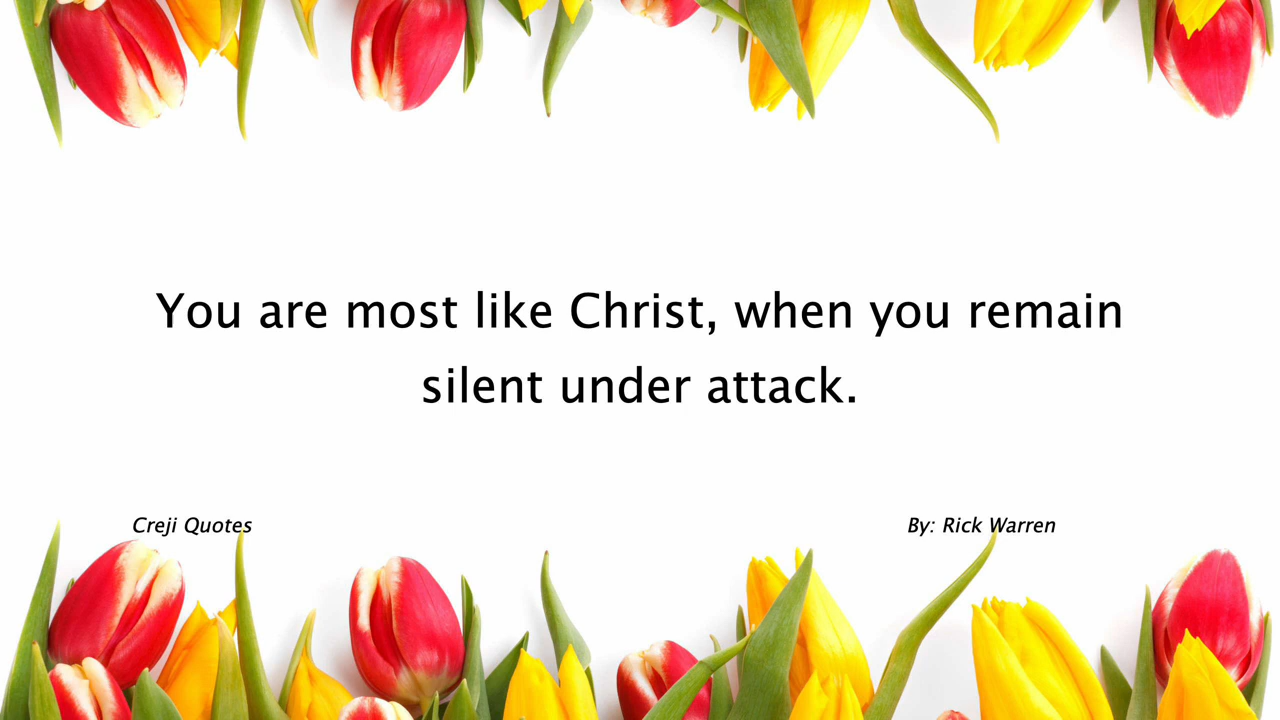 You are most like Christ, when you remain
silent under attack.
Creji Quotes
By: Rick Warren